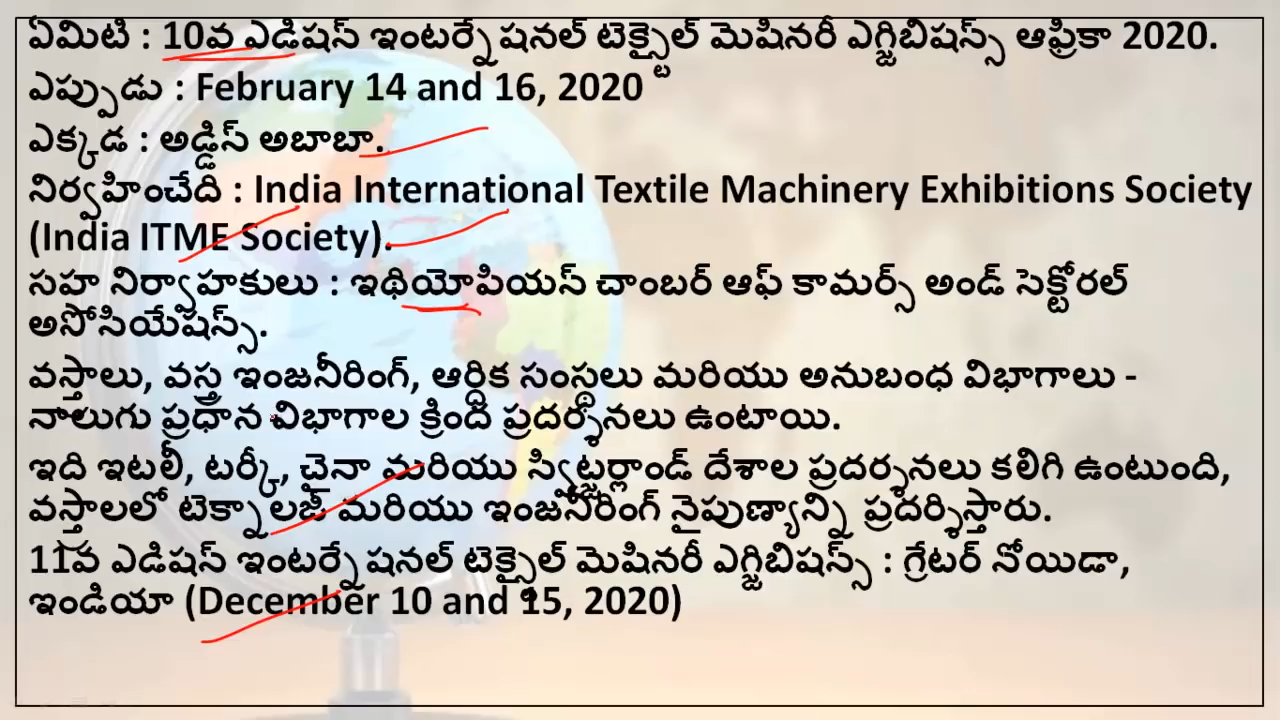 ఏమిటి : 10వ ఎడిషన్ ఇంటర్నేషనల్ టెక్స్టైల్ మెషినరీ ఎగ్జిబిషన్స్ ఆఫ్రికా 2020.
ఎప్పుడు : February 14 and 16, 2020
ఎక్కడ : అడ్డిస్ అబాబా.
నిర్వహించేది : India International Textile Machinery Exhibitions Society
(India ITME Society).
సహ నిర్వాహకులు : ఇథియోపియన్ చాంబర్ ఆఫ్ కామర్స్ అండ్ సెక్టోరల్
అసోసియేషన్స్.
వస్త్రాలు, వస్త్ర ఇంజనీరింగ్, ఆర్థిక సంస్థలు మరియు అనుబంధ విభాగాలు -
నాలుగు ప్రధాన విభాగాల క్రింద ప్రదర్శనలు ఉంటాయి.
ఇది ఇటలీ, టర్కీ, చైనా మరియు స్విట్జర్లాండ్ దేశాల ప్రదర్శనలు కలిగి ఉంటుంది,
వస్త్రాలలో టెక్నాలజీ మరియు ఇంజనీరింగ్ నైపుణ్యాన్ని ప్రదర్శిస్తారు.
11వ ఎడిషన్ ఇంటర్నేషనల్ టెక్స్టైల్ మెషినరీ ఎగ్జిబిషన్స్ : గ్రేటర్ నోయిడా,
ఇండియా (December 10 and 15, 2020)